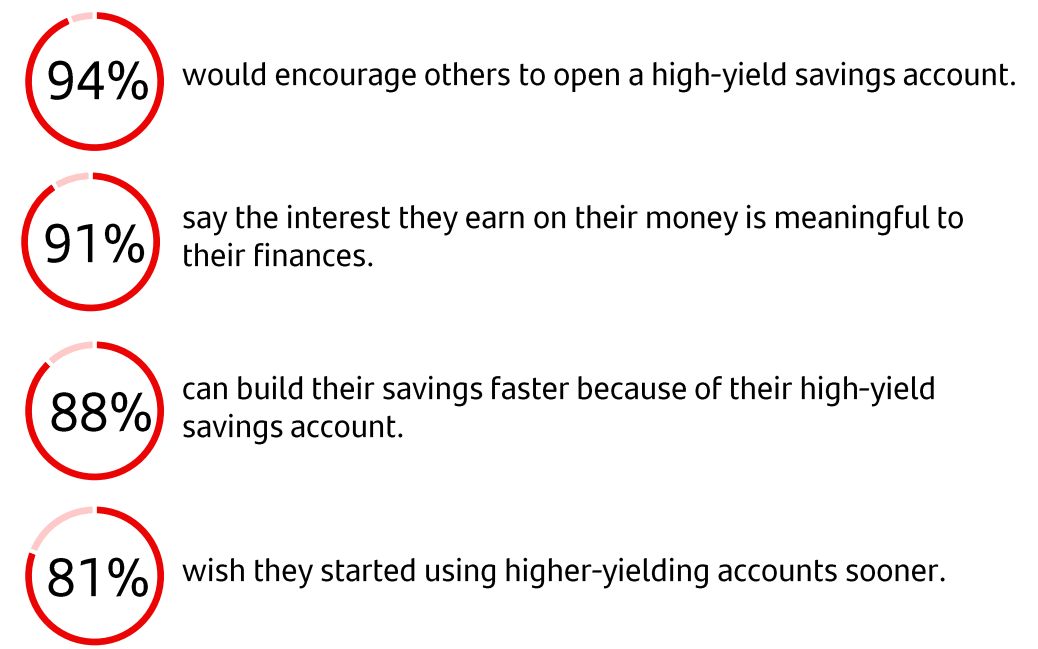 94%
would encourage others to open a high-yield savings account.
91%
say the interest they earn on their money is meaningful to
their finances.
88%
can build their savings faster because of their high-yield
savings account.
81%
wish they started using higher-yielding accounts sooner.